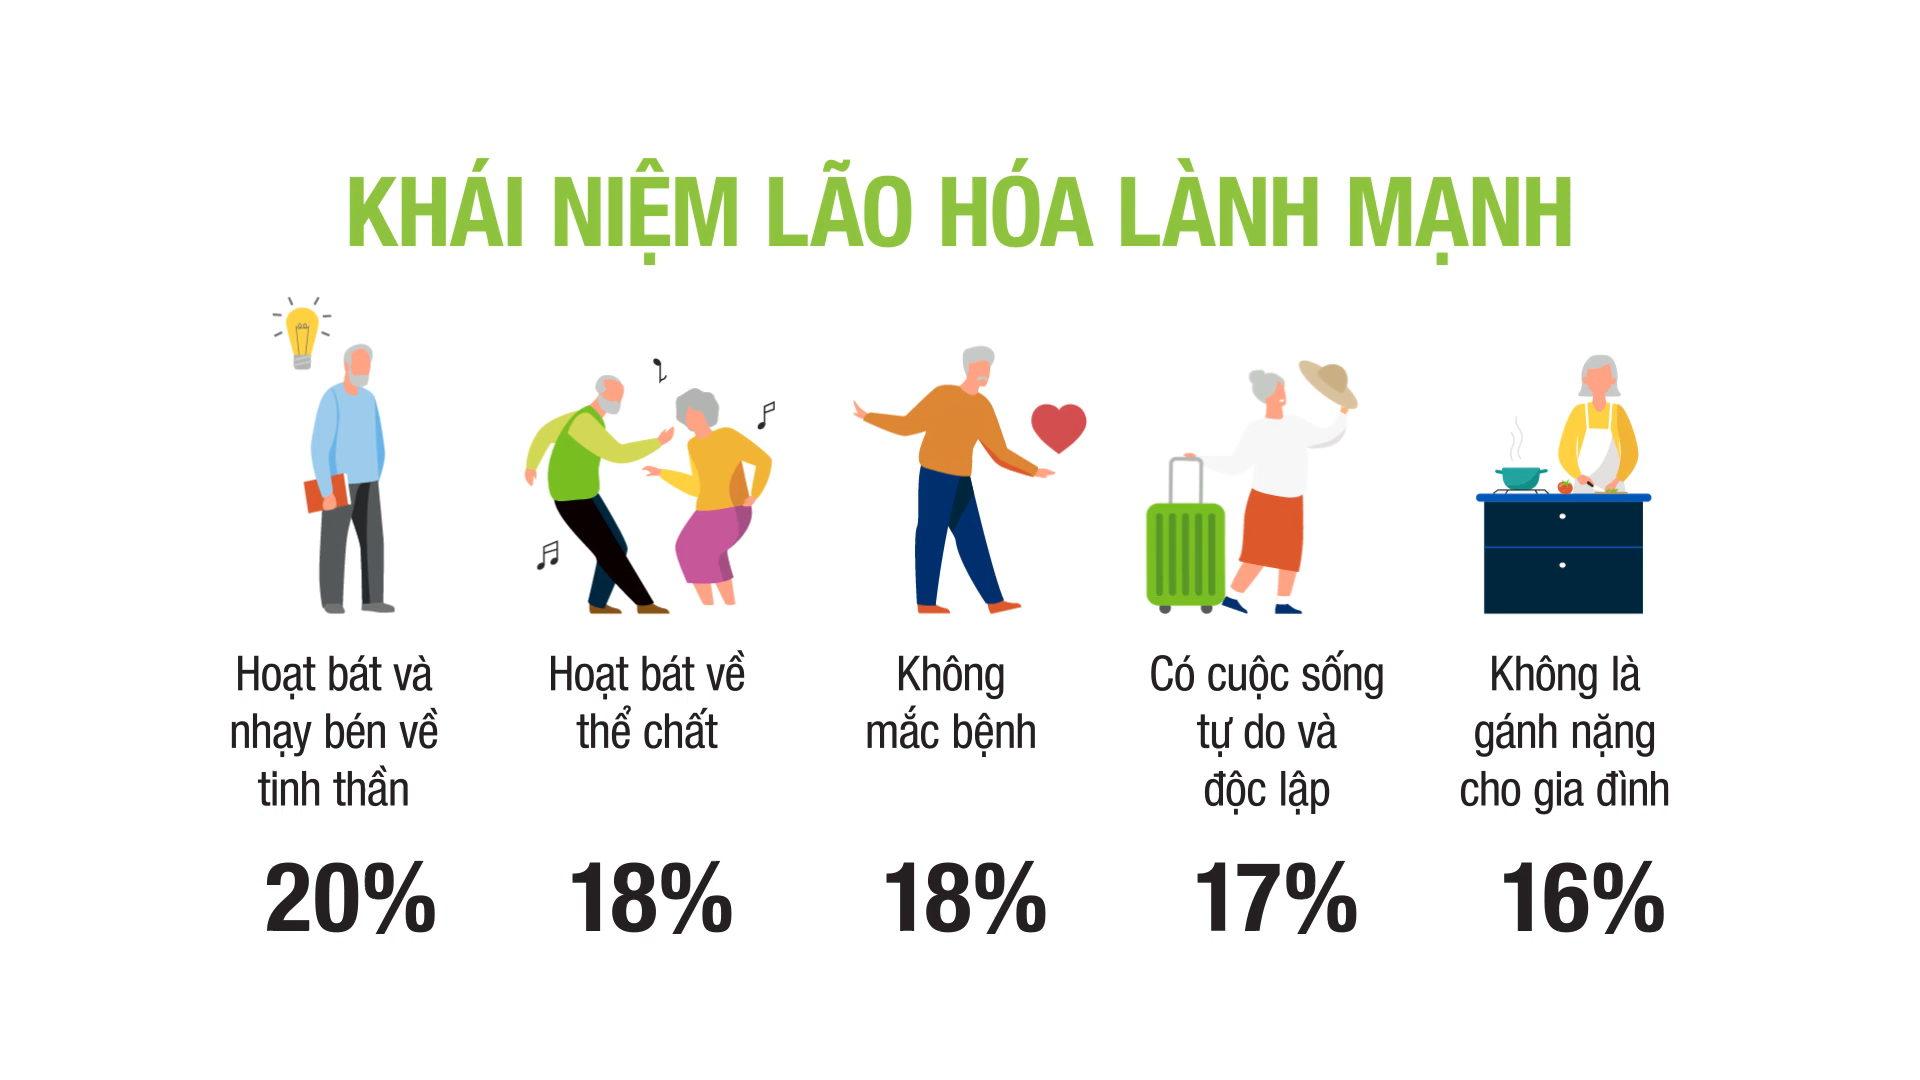 KHÁI NIỆM LÃO HÓA LÀNH MẠNH
Hoạt bát và
nhạy bén về
tinh thần
20%
Hoạt bát về
thể chất
18%
Không
mắc bệnh
18%
Có cuộc sống
tự do và
độc lập
17%
Không là
gánh nặng
cho gia đình
16%